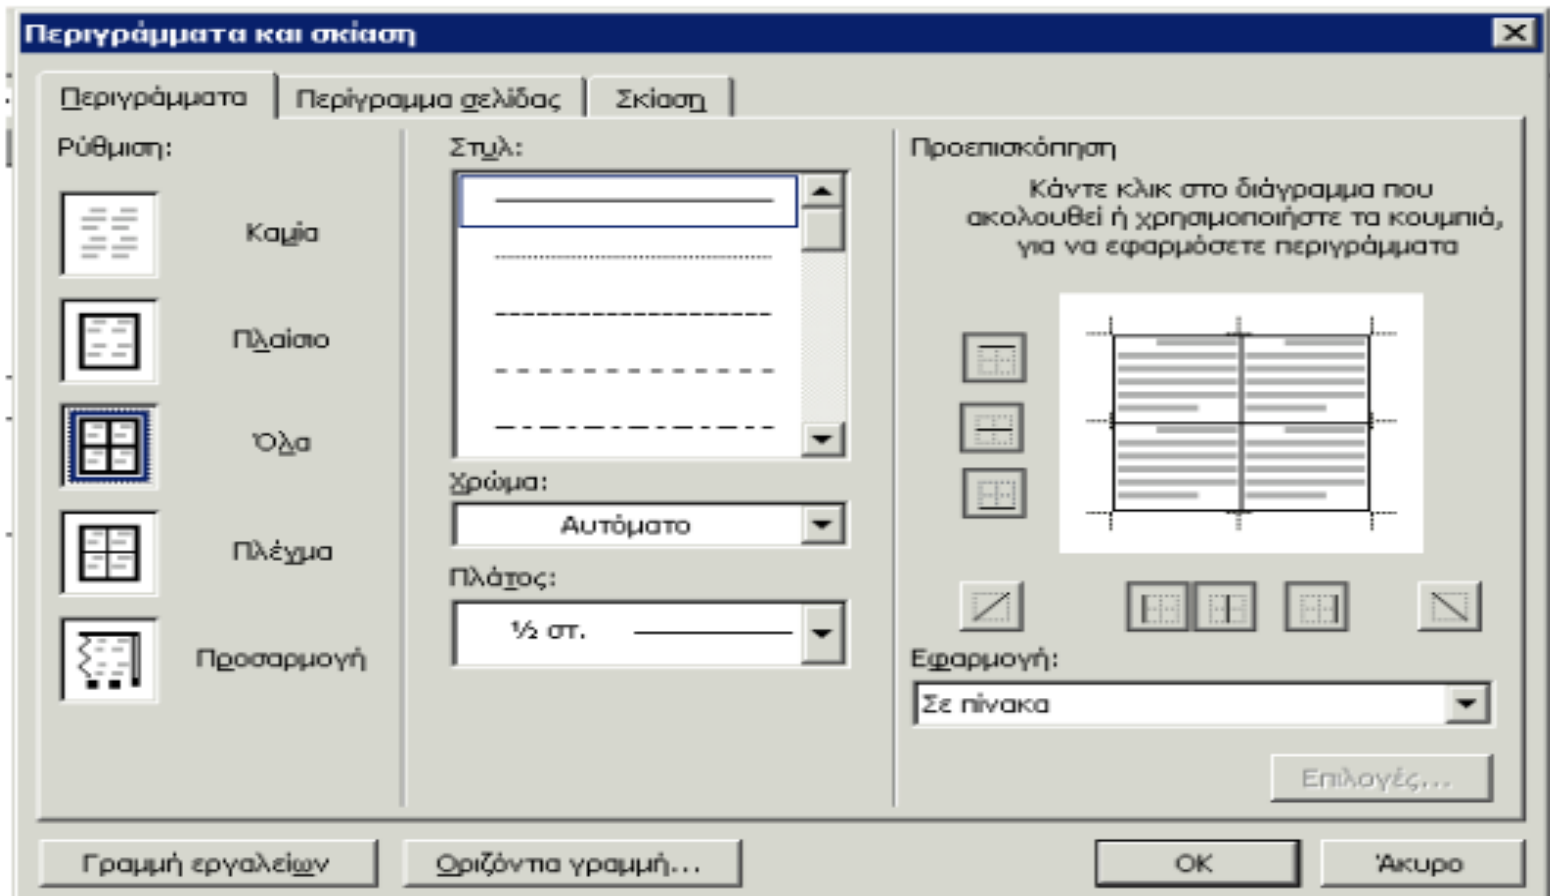 Περιγράμματα και σκίαση
Περιγράμματα
Περίγραμμα σελίδας
Σκίαση
Ρύθμιση:
Καμία
Πλαίσιο
Όλα
Πλέγμα
Προσαρμογή
Στυλ:
Χρώμα:
Αυτόματο
Πλάτος:
½ στ.
Προεπισκόπηση
Κάντε κλικ στο διάγραμμα που
ακολουθεί ή χρησιμοποιήστε τα κουμπιά,
για να εφαρμόσετε περιγράμματα
Εφαρμογή:
Σε πίνακα
Επιλογές...
Γραμμή εργαλείων
Οριζόντια γραμμή...
OK
Άκυρο